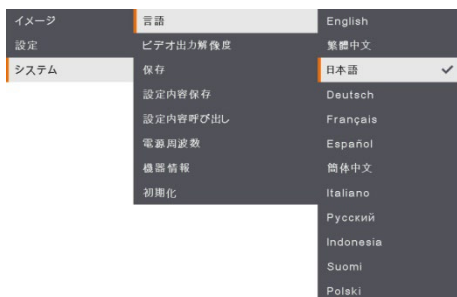 イメージ
設定
システム
言語
ビデオ出力解像度
保存
設定内容保存
設定内容呼び出し
電源周波数
機器情報
初期化
English
繁體中文
日本語
Deutsch
Français
Español
简体中文
Italiano
Русский
Indonesia
Suomi
Polski